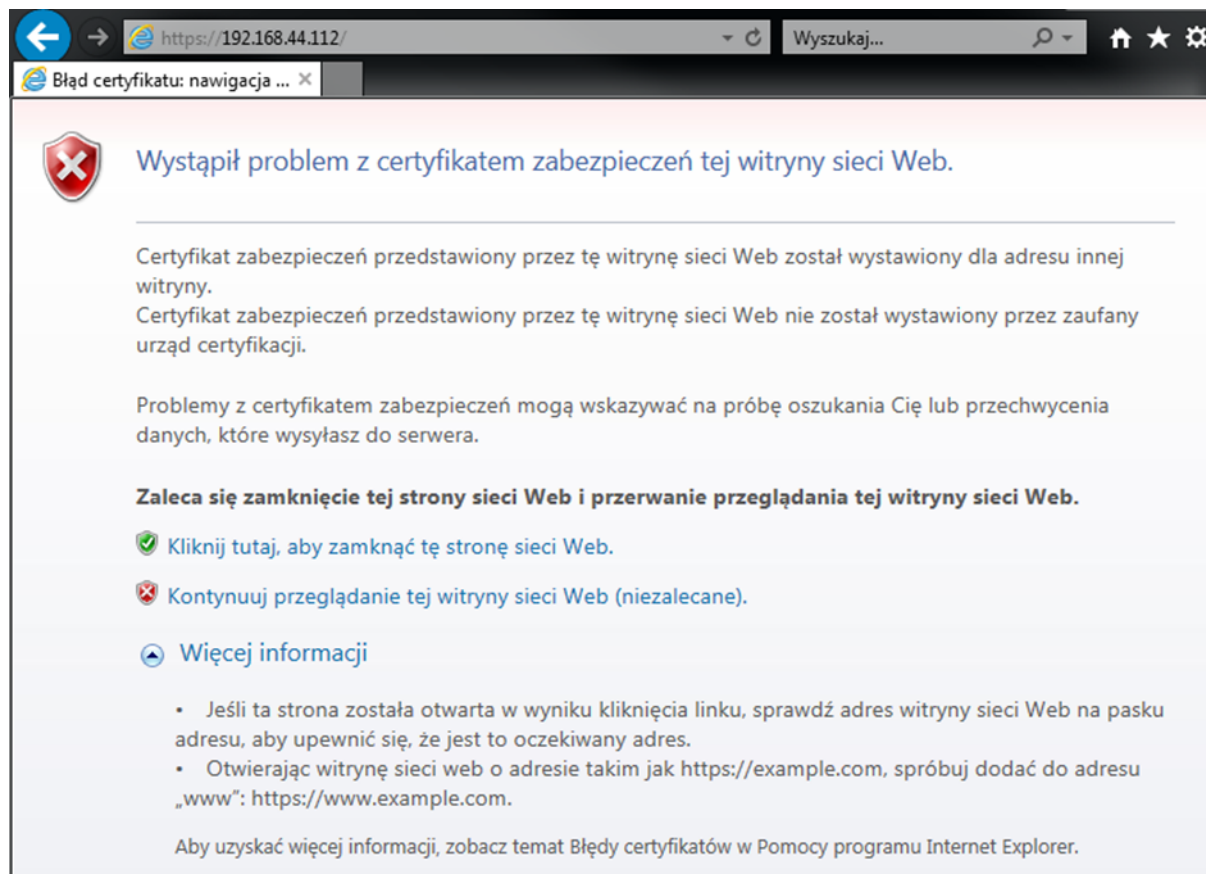 https://192.168.44.112/
Wyszukaj...
Błąd certyfikatu: nawigacja ...
Wystąpił problem z certyfikatem zabezpieczeń tej witryny sieci Web.
Certyfikat zabezpieczeń przedstawiony przez tę witrynę sieci Web został wystawiony dla adresu innej
witryny.
Certyfikat zabezpieczeń przedstawiony przez tę witrynę sieci Web nie został wystawiony przez zaufany
urząd certyfikacji.
Problemy z certyfikatem zabezpieczeń mogą wskazywać na próbę oszukania Cię lub przechwycenia
danych, które wysyłasz do serwera.
Zaleca się zamknięcie tej strony sieci Web i przerwanie przeglądania tej witryny sieci Web.
Kliknij tutaj, aby zamknąć tę stronę sieci Web.
Kontynuuj przeglądanie tej witryny sieci Web (niezalecane).
Więcej informacji
• Jeśli ta strona została otwarta w wyniku kliknięcia linku, sprawdź adres witryny sieci Web na pasku
adresu, aby upewnić się, że jest to oczekiwany adres.
• Otwierając witrynę sieci web o adresie takim jak https://example.com, spróbuj dodać do adresu
„www”: https://www.example.com.
Aby uzyskać więcej informacji, zobacz temat Błędy certyfikatów w Pomocy programu Internet Explorer.